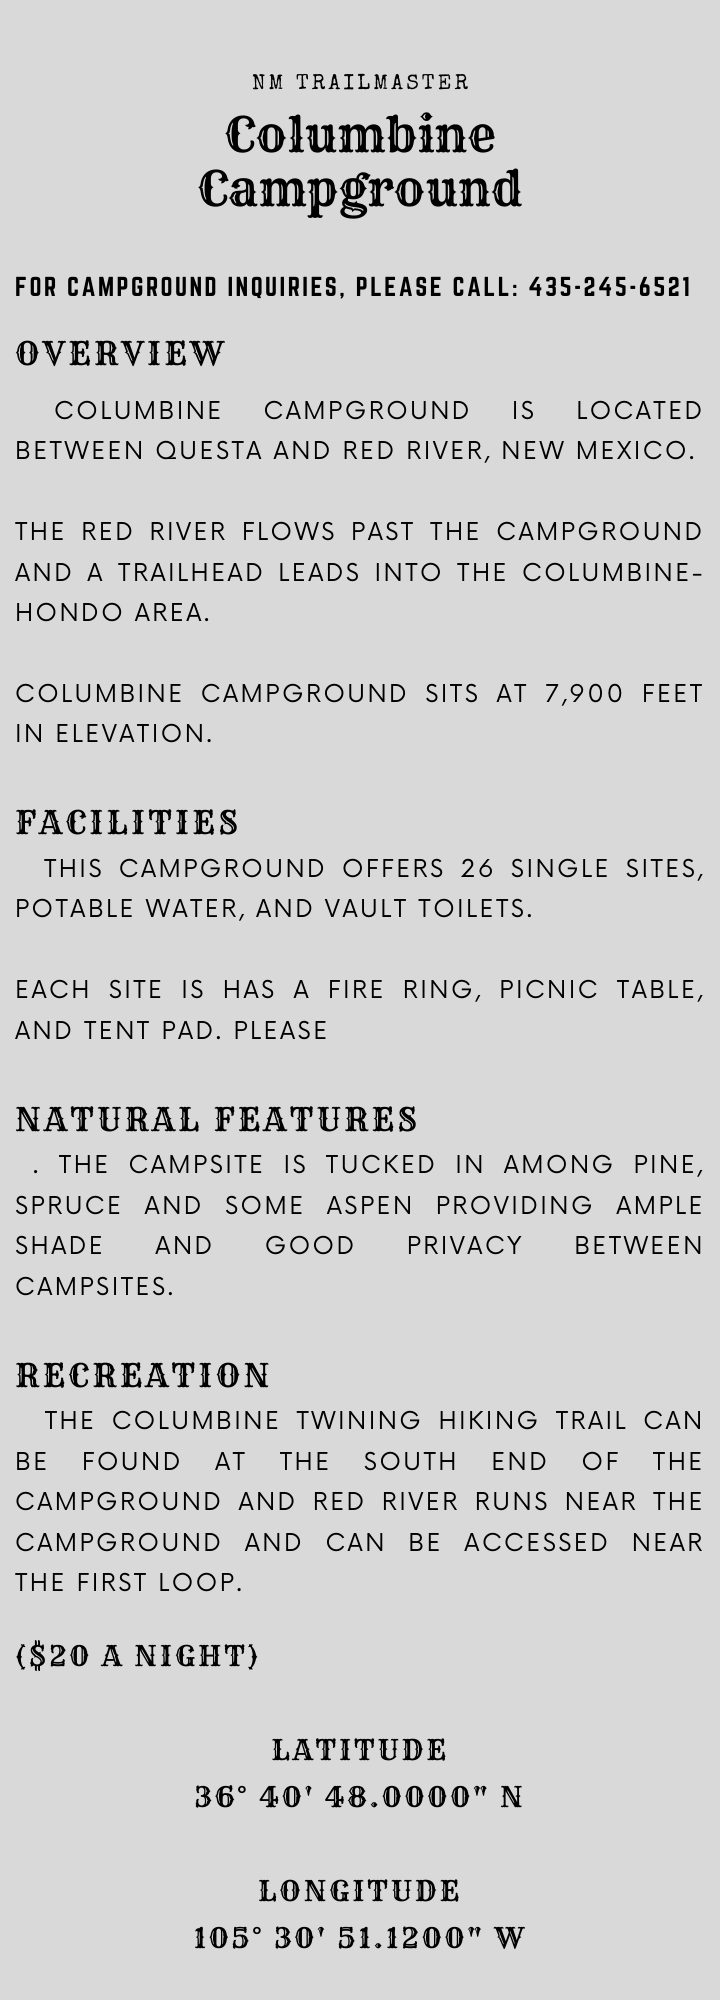 NM TRAILMASTER
Columbine
Campground
FOR CAMPGROUND INQUIRIES, PLEASE CALL: 435-245-6521
OVERVIEW
COLUMBINE CAMPGROUND IS LOCATED
BETWEEN QUESTA AND RED RIVER, NEW MEXICO.
THE RED RIVER FLOWS PAST THE CAMPGROUND
AND A TRAILHEAD LEADS INTO THE COLUMBINE-
HONDO AREA.
COLUMBINE CAMPGROUND SITS AT 7,900 FEET
IN ELEVATION.
FACILITIES
THIS CAMPGROUND OFFERS 26 SINGLE SITES,
POTABLE WATER, AND VAULT TOILETS.
EACH SITE IS HAS A FIRE RING, PICNIC TABLE,
AND TENT PAD. PLEASE
NATURAL FEATURES
. THE CAMPSITE IS TUCKED IN AMONG PINE,
SPRUCE AND SOME ASPEN PROVIDING AMPLE
SHADE AND GOOD PRIVACY BETWEEN
CAMPSITES.
RECREATION
THE COLUMBINE TWINING HIKING TRAIL CAN
BE FOUND AT THE SOUTH END OF THE
CAMPGROUND AND RED RIVER RUNS NEAR THE
CAMPGROUND AND CAN BE ACCESSED NEAR
THE FIRST LOOP.
($20 A NIGHT)
LATITUDE
36° 40' 48.0000" N
LONGITUDE
105° 30' 51.1200" W